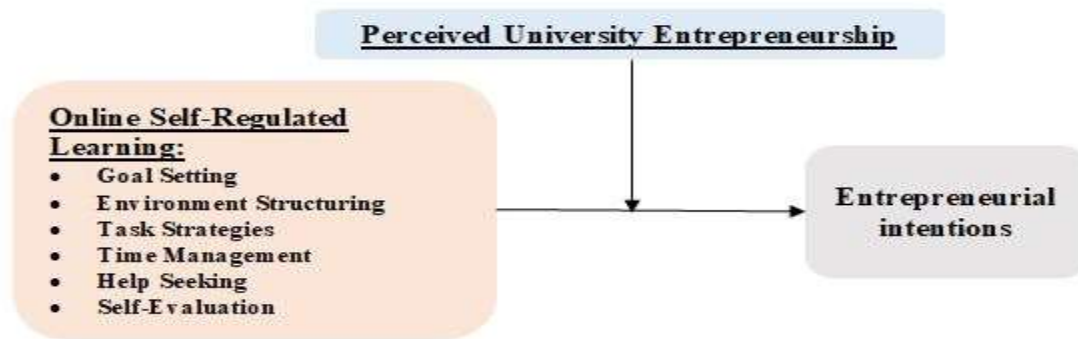 Perceived University Entrepreneurship
Online Self-Regulated
Learning:
• Goal Setting
• Environment Structuring
• Task Strategies
• Time Management
• Help Seeking
• Self-Evaluation
Entrepreneurial
intentions